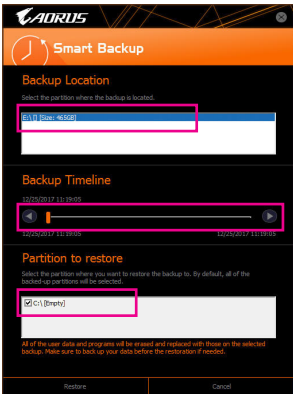 AORUS
Smart Backup
Backup Location
Select the partition where the backup is located.
E:\ [] [Size: 465GB]
Backup Timeline
12/25/2017 11:19:05
12/25/2017 11:19:05 12/25/2017 11:19:05
Partition to restore
Select the partition where you want to restore the backup to. By default, all of the
backed-up partitions will be selected.
C:\ [Empty]
All of the user data and programs will be erased and replaced with those on the selected
backup. Make sure to back up your data before the restoration if needed.
Restore Cancel